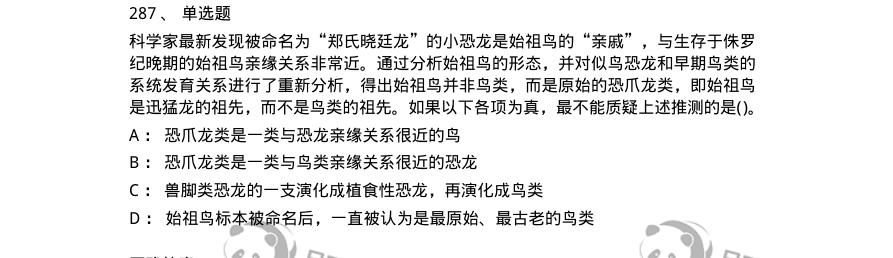 287 、 单选题
科学家最新发现被命名为“郑氏晓廷龙”的小恐龙是始祖鸟的“亲戚”，与生存于侏罗
纪晚期的始祖鸟亲缘关系非常近。通过分析始祖鸟的形态，并对似鸟恐龙和早期鸟类的
系统发育关系进行了重新分析，得出始祖鸟并非鸟类，而是原始的恐爪龙类，即始祖鸟
是迅猛龙的祖先，而不是鸟类的祖先。如果以下各项为真，最不能质疑上述推测的是()。
A： 恐爪龙类是一类与恐龙亲缘关系很近的鸟
B： 恐爪龙类是一类与鸟类亲缘关系很近的恐龙
C： 兽脚类恐龙的一支演化成植食性恐龙，再演化成鸟类
D： 始祖鸟标本被命名后，一直被认为是最原始、最古老的鸟类